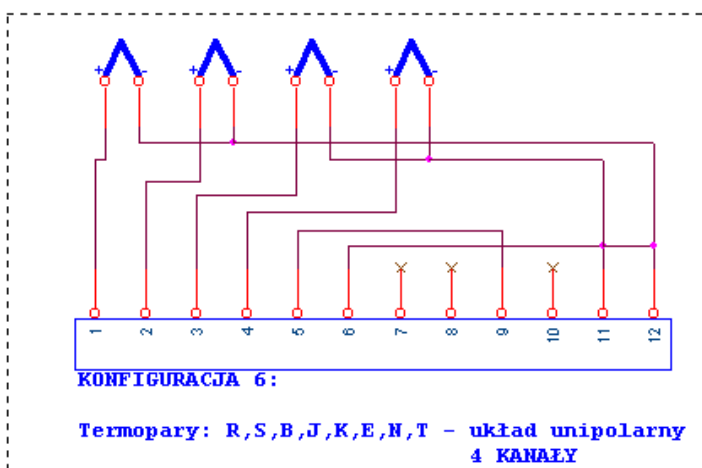 + - + - + - + -
1 2 3 4 5 6 7 8 9 10 11 12
KONFIGURACJA 6:
Termopary: R,S,B,J,K,E,N,T - układ unipolarny
4 KANAŁY